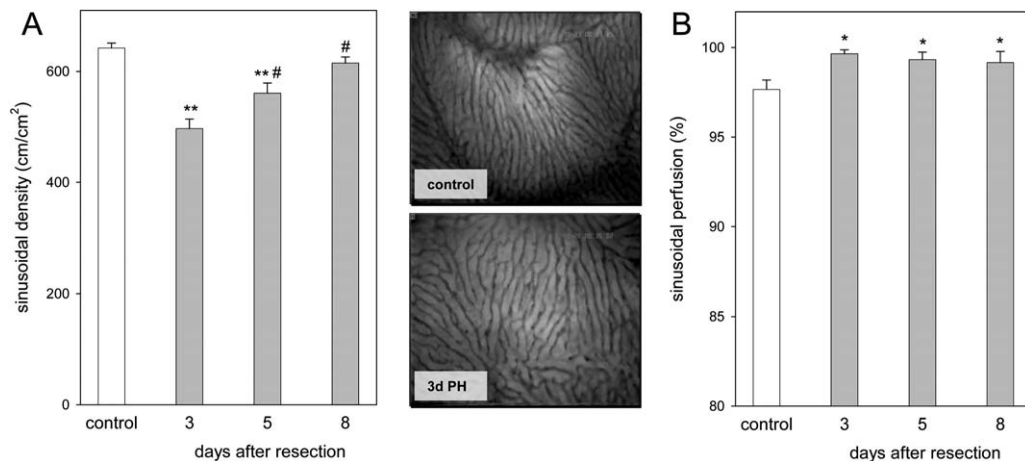 A
sinusoidal density (cm/cm²)
600
400
200
0
**
** #
#
control 3 5 8
days after resection
control
3d PH
B
sinusoidal perfusion (%)
100
95
90
85
80
* * *
control 3 5 8
days after resection